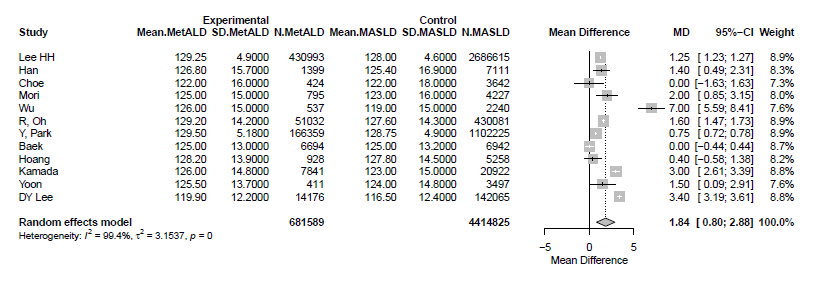 Experimental Control
Study Mean.MetALD SD.MetALD N.MetALD Mean.MASLD SD.MASLD N.MASLD Mean Difference MD 95%-CI Weight
Lee HH 129.25 4.9000 430993 128.00 4.6000 2686615 1.25 [ 1.23; 1.27] 8.9%
Han 126.80 15.7000 1399 125.40 16.9000 7111 1.40 [ 0.49; 2.31] 8.3%
Choe 122.00 16.0000 424 122.00 18.0000 3642 0.00 [−1.63; 1.63] 7.3%
Mori 125.00 15.0000 795 123.00 16.0000 4227 2.00 [ 0.85; 3.15] 8.0%
Wu 126.00 15.0000 537 119.00 15.0000 2240 7.00 [ 5.59; 8.41] 7.6%
R, Oh 129.20 14.2000 51032 127.60 14.3000 430081 1.60 [ 1.47; 1.73] 8.9%
Y, Park 129.50 5.1800 166359 128.75 4.9000 1102225 0.75 [ 0.72; 0.78] 8.9%
Baek 125.00 13.0000 6694 125.00 13.2000 6942 0.00 [−0.44; 0.44] 8.8%
Hoang 128.20 13.9000 928 127.80 14.5000 5258 0.40 [−0.58; 1.38] 8.2%
Kamada 126.00 14.8000 7841 123.00 15.0000 20922 3.00 [ 2.61; 3.39] 8.8%
Yoon 125.50 13.7000 411 124.00 14.8000 3497 1.50 [ 0.09; 2.91] 7.6%
DY Lee 119.90 12.2000 14176 116.50 12.4000 142065 3.40 [ 3.19; 3.61] 8.8%
Random effects model 681589 4414825 1.84 [ 0.80; 2.88] 100.0%
Heterogeneity: I² = 99.4%, τ² = 3.1537, p = 0
−5 0 5
Mean Difference